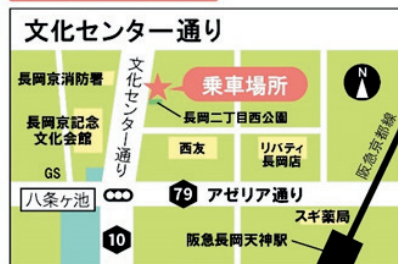 文化センター通り
長岡京消防署
文化センター通り
乗車場所
N
長岡二丁目西公園
長岡京記念
文化会館
西友
リバティ
長岡店
阪急京都線
GS
八条ヶ池
79
アゼリア通り
スギ薬局
10
阪急長岡天神駅